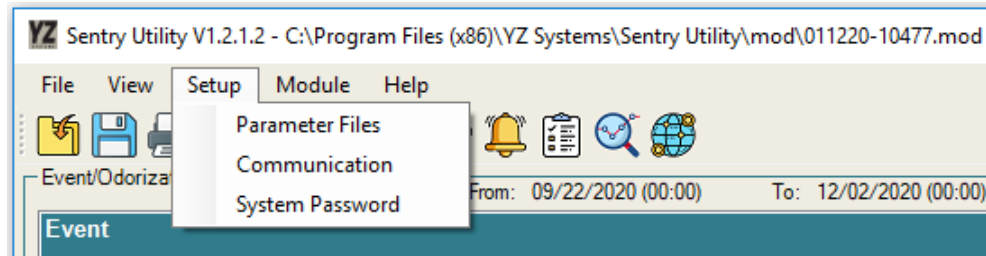 YZ Sentry Utility V1.2.1.2 - C:\Program Files (x86)\YZ Systems\Sentry Utility\mod\011220-10477.mod
File View Setup Module Help
Parameter Files
Communication
System Password
Event/Odoriza From: 09/22/2020 (00:00) To: 12/02/2020 (00:00)
Event